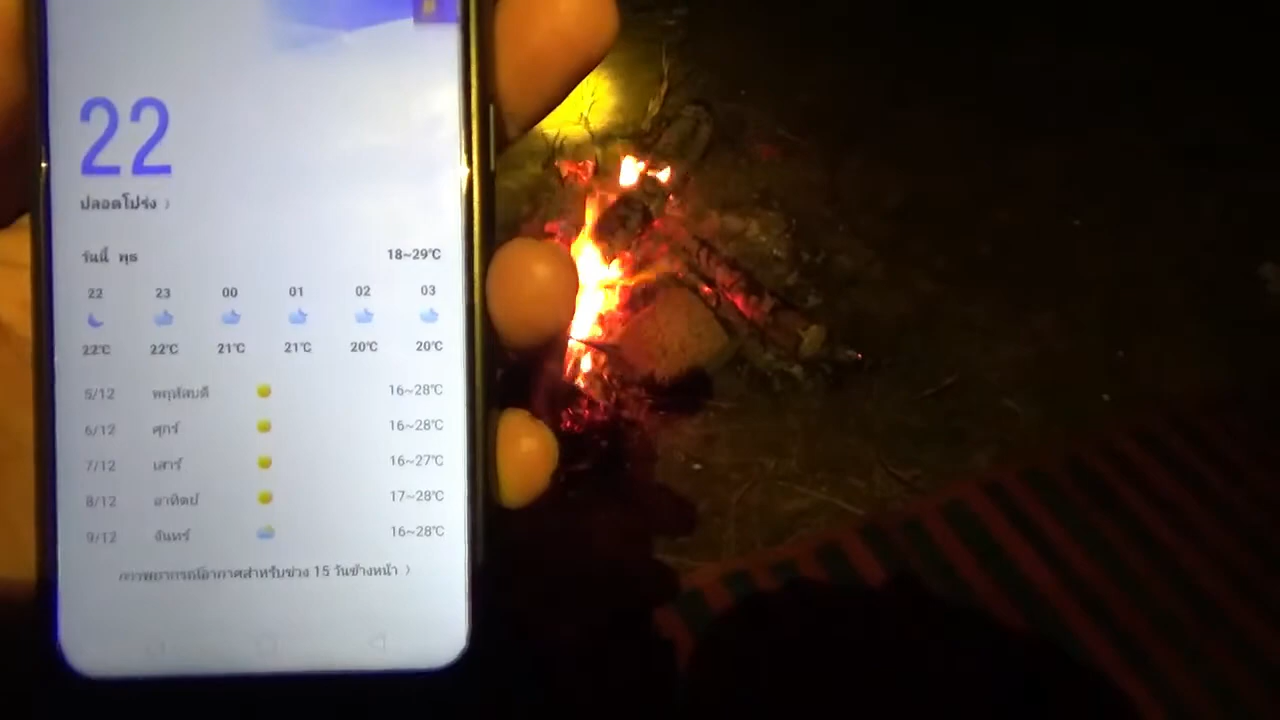 22
ปลอดโปร่ง 〉
วันนี้ พุธ 18~29℃
22 23 00 01 02 03
22℃ 22℃ 21℃ 21℃ 20℃ 20℃
5/12 พฤหัสบดี 16~28℃
6/12 ศุกร์ 16~28℃
7/12 เสาร์ 16~27℃
8/12 อาทิตย์ 17~28℃
9/12 จันทร์ 16~28℃
การพยากรณ์อากาศสำหรับช่วง 15 วันข้างหน้า 〉